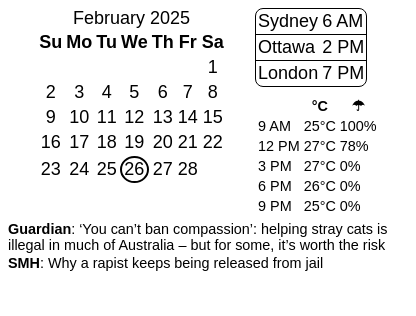 February 2025
Su Mo Tu We Th Fr Sa
1
2 3 4 5 6 7 8
9 10 11 12 13 14 15
16 17 18 19 20 21 22
23 24 25 26 27 28
Sydney 6 AM
Ottawa 2 PM
London 7 PM
°C ☂
9 AM 25°C 100%
12 PM 27°C 78%
3 PM 27°C 0%
6 PM 26°C 0%
9 PM 25°C 0%
Guardian: ‘You can’t ban compassion’: helping stray cats is
illegal in much of Australia – but for some, it’s worth the risk
SMH: Why a rapist keeps being released from jail